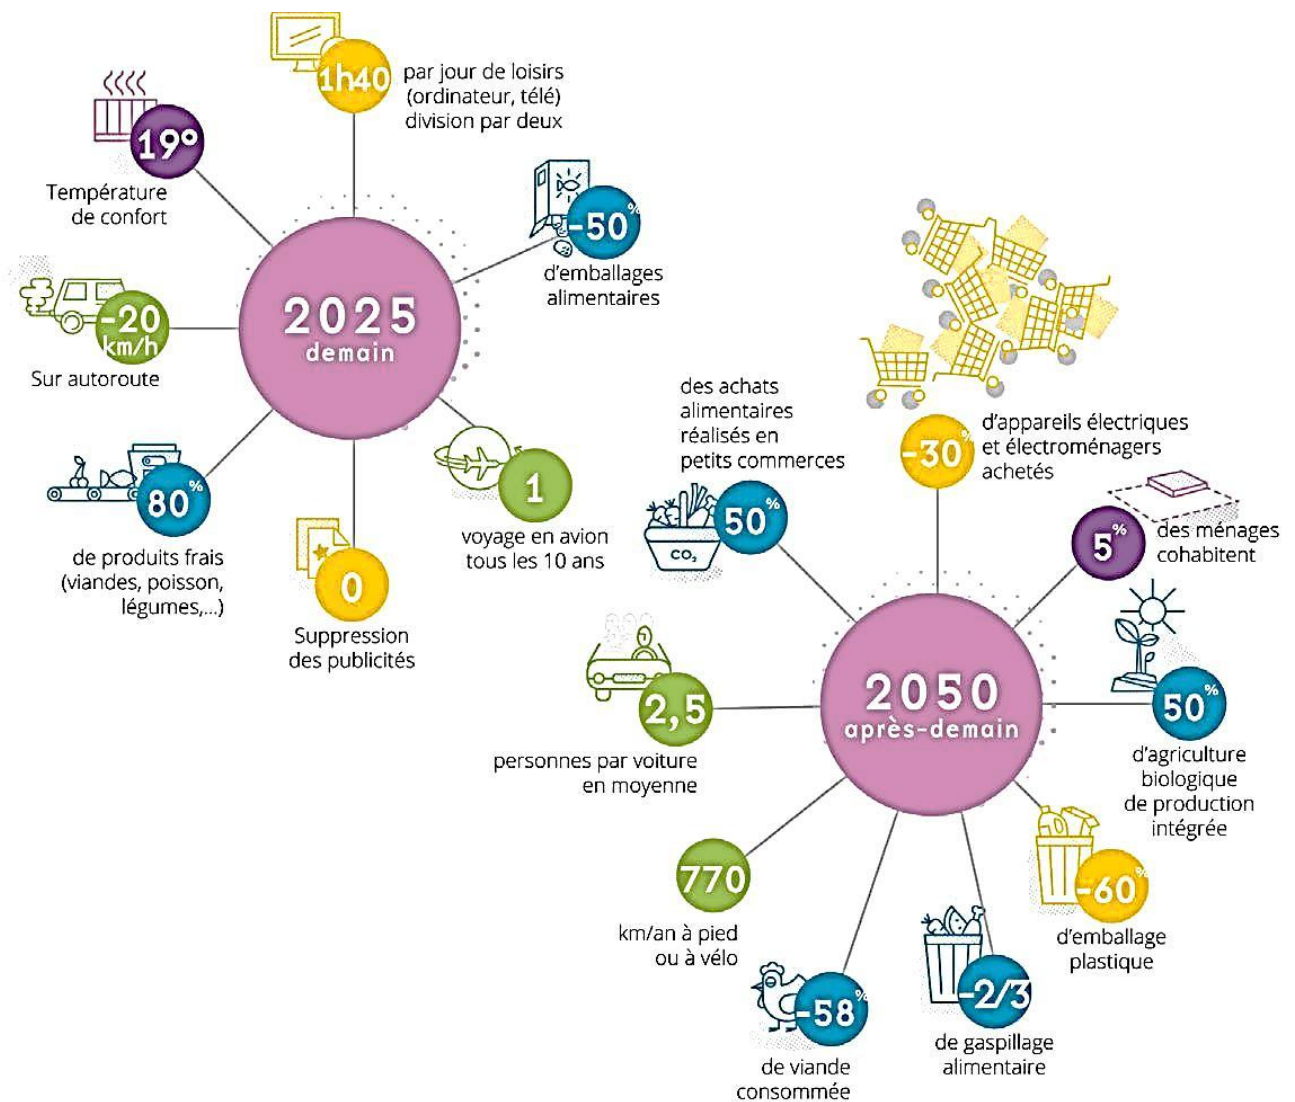 1h40
par jour de loisirs
(ordinateur, télé)
division par deux
19°
Température
de confort
-50%
d'emballages
alimentaires
2025
demain
-20
km/h
Sur autoroute
80%
de produits frais
(viandes, poisson,
légumes,...)
0
Suppression
des publicités
1
voyage en avion
tous les 10 ans
des achats
alimentaires
réalisés en
petits commerces
50%
CO₂
-30%
d'appareils électriques
et électroménagers
achetés
5%
des ménages
cohabitent
2050
après-demain
50%
d'agriculture
biologique
de production
intégrée
2,5
personnes par voiture
en moyenne
770
km/an à pied
ou à vélo
-58%
de viande
consommée
-2/3
de gaspillage
alimentaire
-60%
d'emballage
plastique